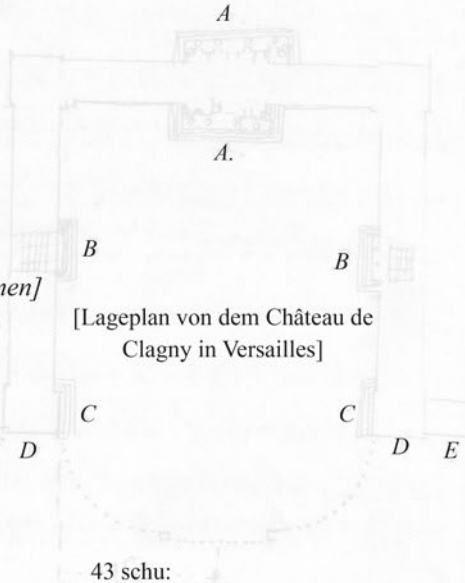 A
A.
B B
nen]
[Lageplan von dem Château de
Clagny in Versailles]
C C
D D E
43 schu: